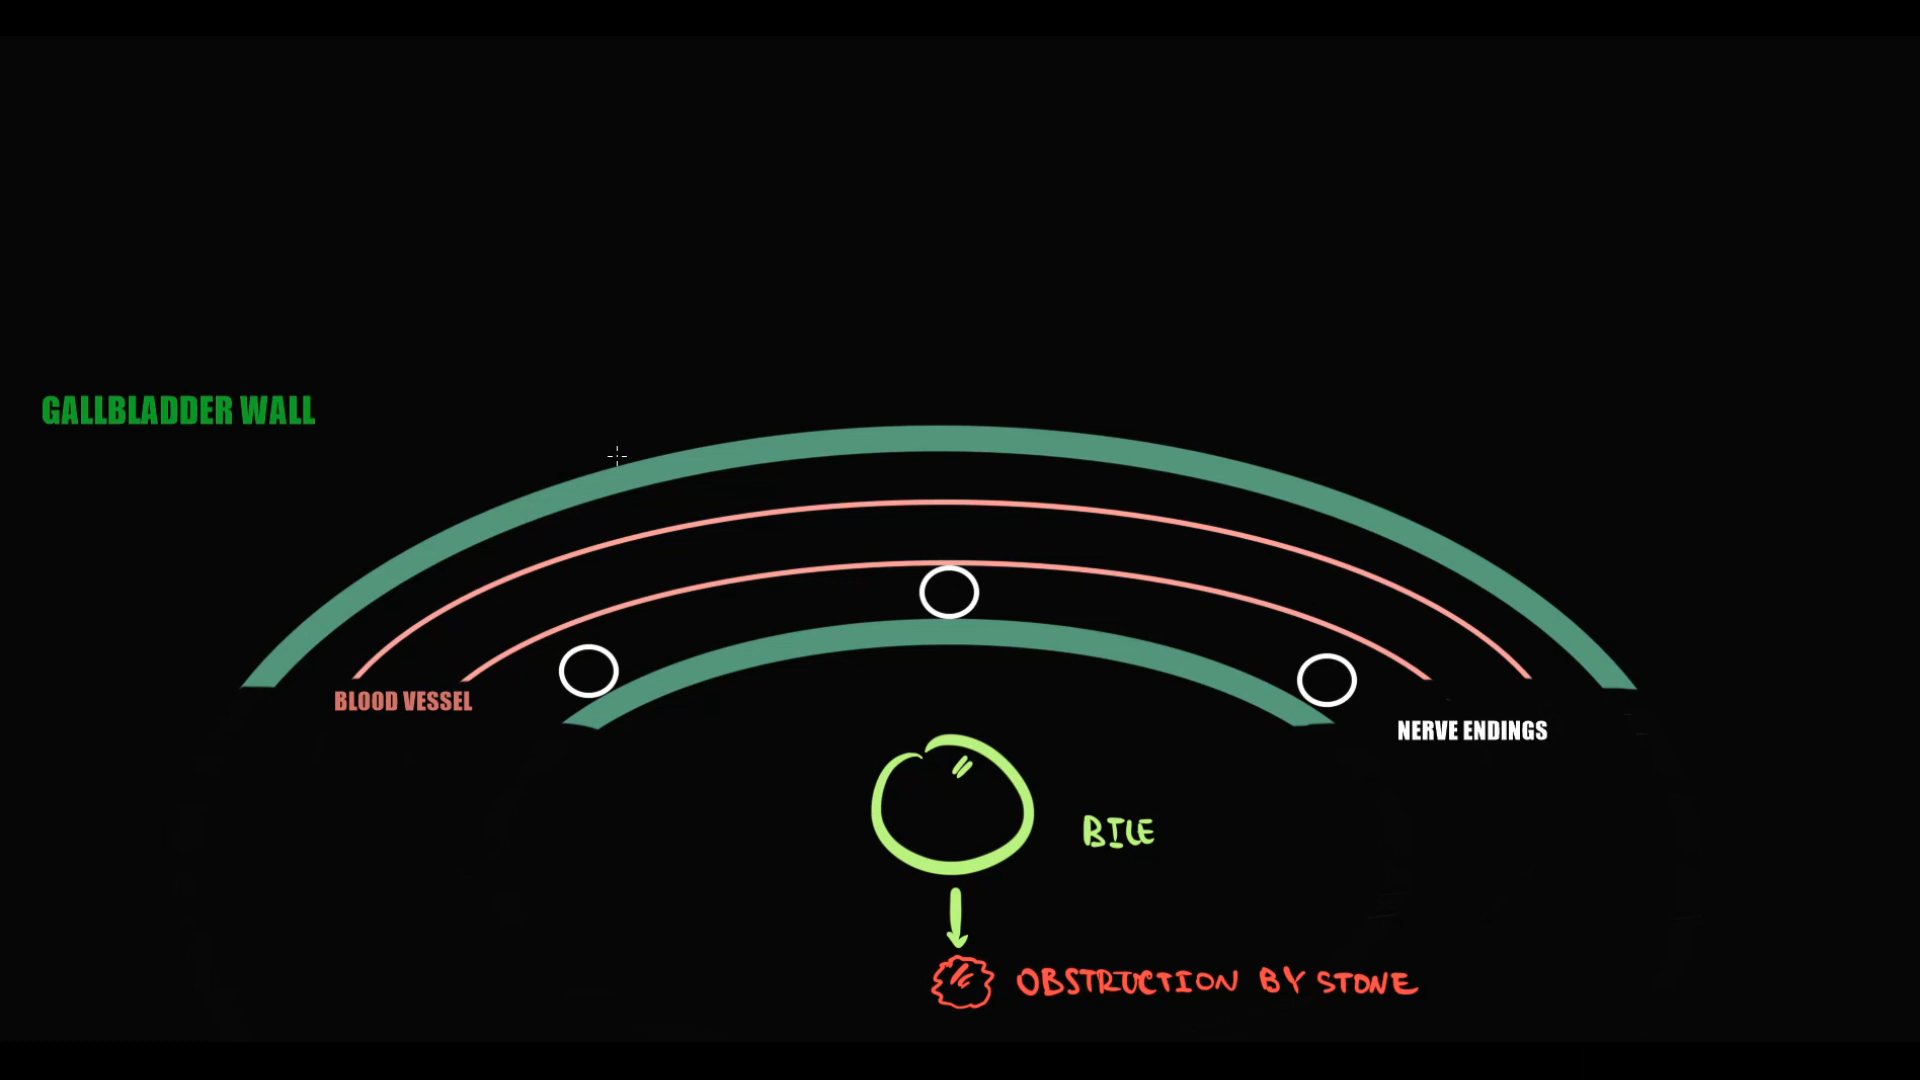 GALLBLADDER WALL
BLOOD VESSEL
NERVE ENDINGS
BILE
OBSTRUCTION BY STONE